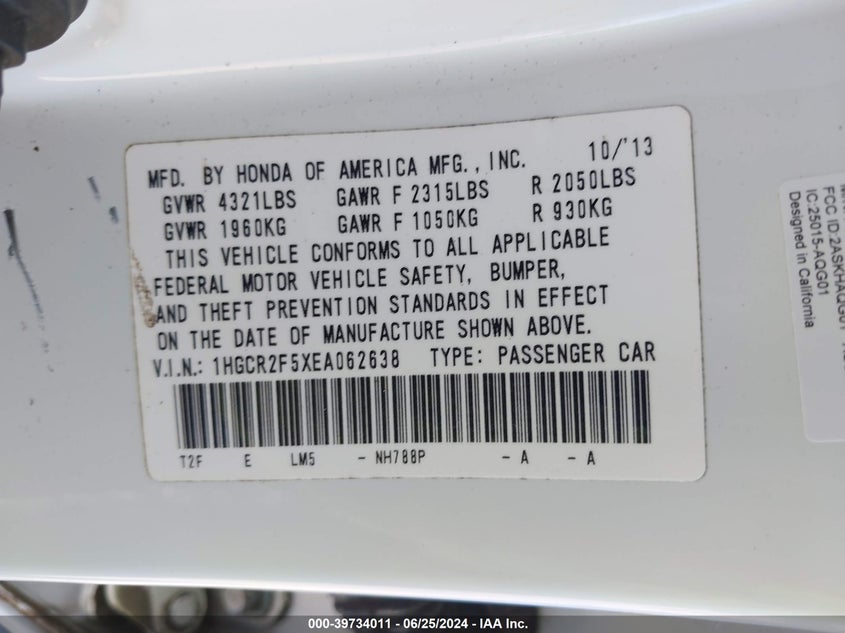 MFD. BY HONDA OF AMERICA MFG., INC. 10/'13
GVWR 4321LBS GAWR F 2315LBS R 2050LBS
GVWR 1960KG GAWR F 1050KG R 930KG
THIS VEHICLE CONFORMS TO ALL APPLICABLE
FEDERAL MOTOR VEHICLE SAFETY, BUMPER,
AND THEFT PREVENTION STANDARDS IN EFFECT
ON THE DATE OF MANUFACTURE SHOWN ABOVE.
V.I.N.: 1HGCR2F5XEA062638 TYPE: PASSENGER CAR
T2F E LM5 - NH788P - A - A
FCC ID:2ASKHAQG01
IC:25015-AQG01
Designed in California
000-39734011 - 06/25/2024 - IAA Inc.